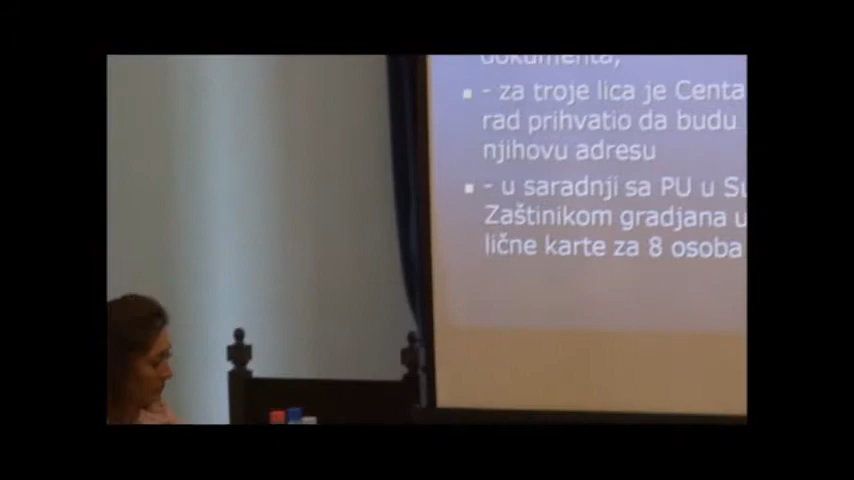 dokumenta,
- za troje lica je Centa
rad prihvatio da budu
njihovu adresu
- u saradnji sa PU u Su
Zaštinikom gradjana u
lične karte za 8 osoba